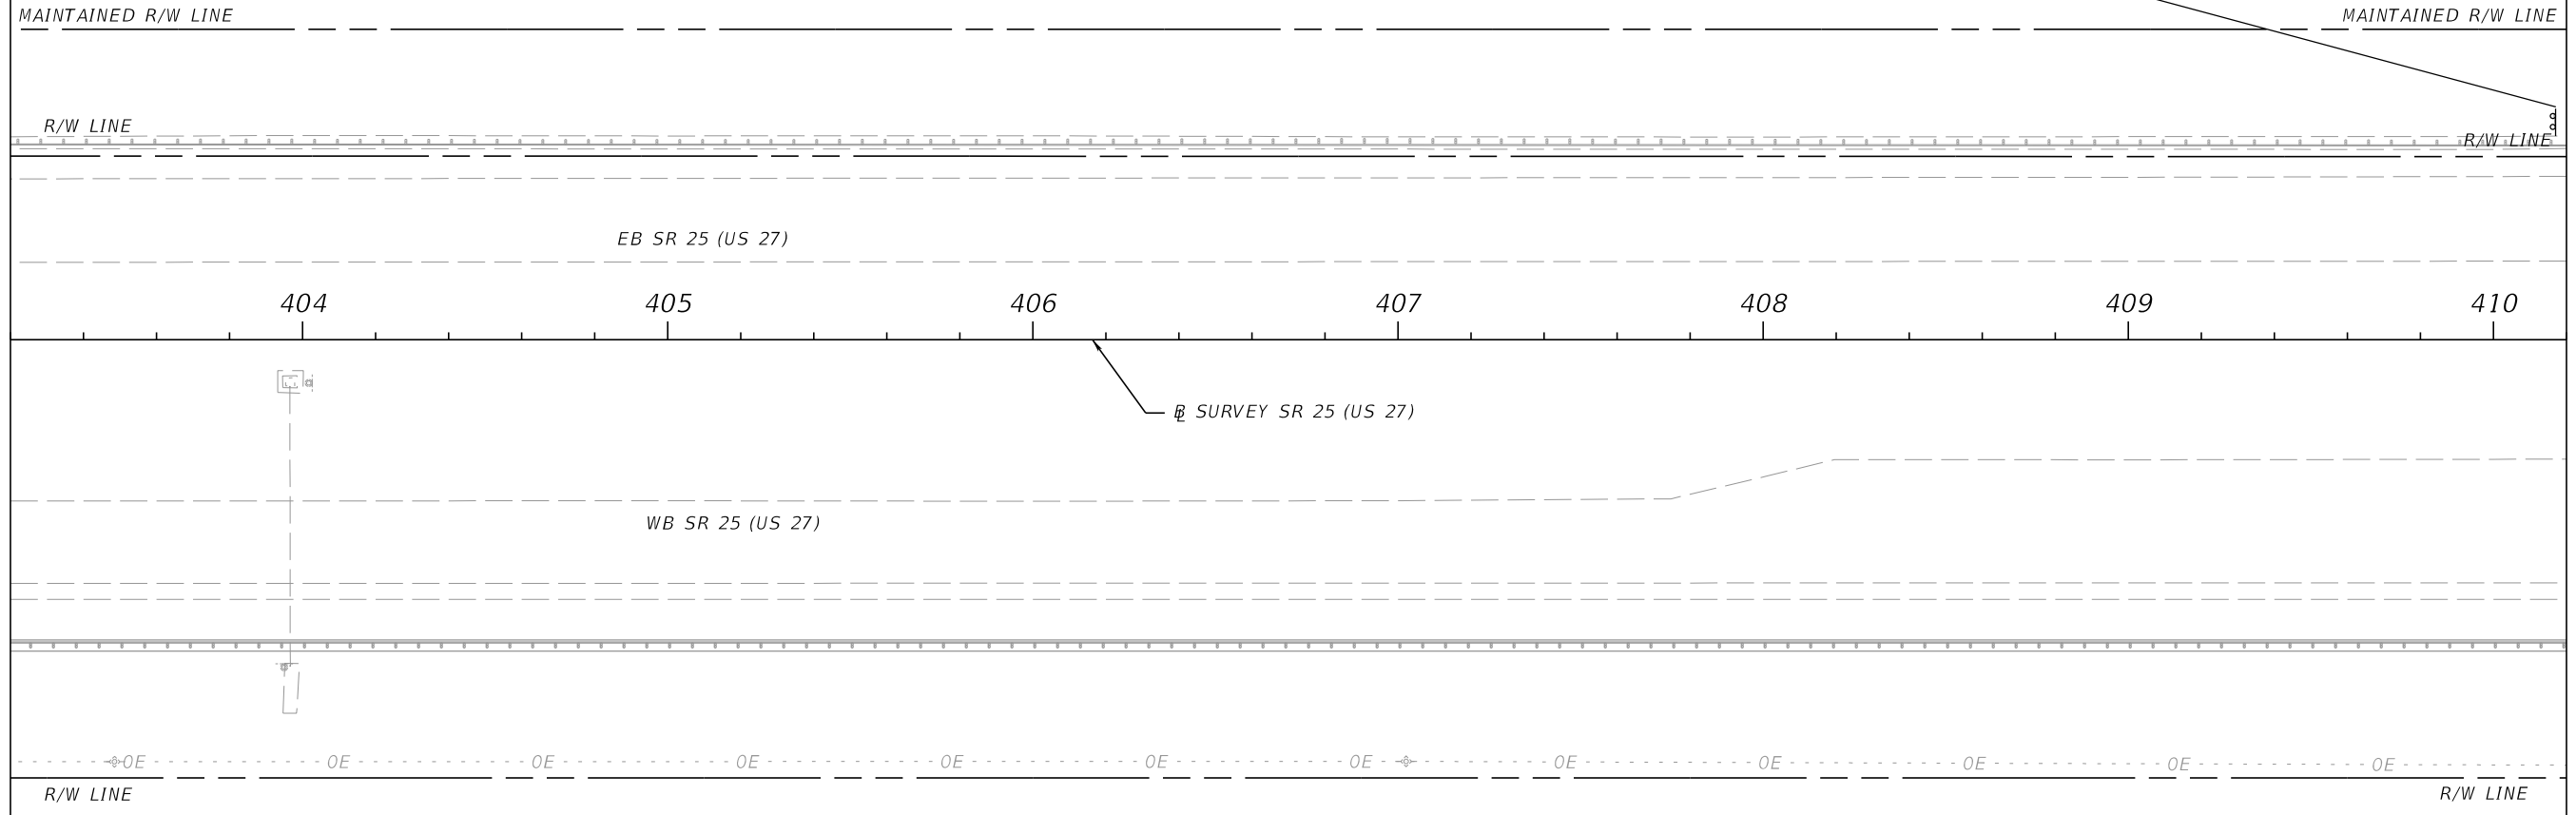 MAINTAINED R/W LINE
MAINTAINED R/W LINE
R/W LINE
R/W LINE
EB SR 25 (US 27)
404 405 406 407 408 409 410
℄ SURVEY SR 25 (US 27)
WB SR 25 (US 27)
OE OE OE OE OE OE OE OE OE OE OE OE
R/W LINE
R/W LINE